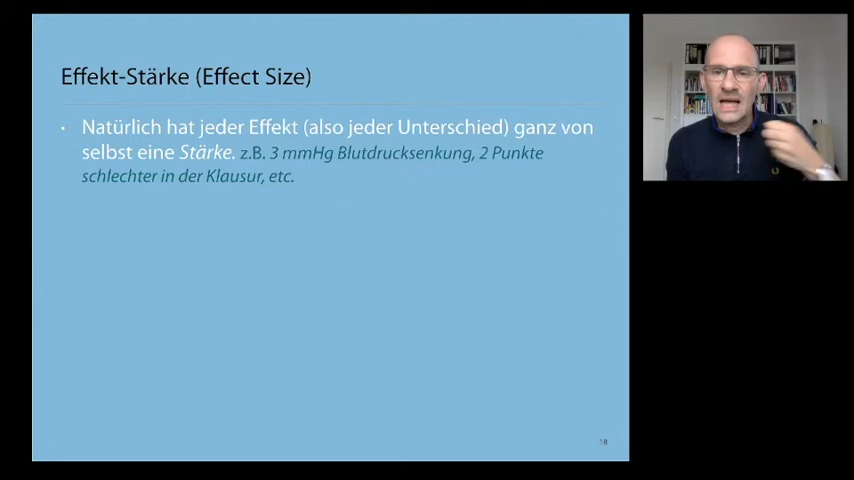 Effekt-Stärke (Effect Size)
• Natürlich hat jeder Effekt (also jeder Unterschied) ganz von
selbst eine Stärke. z.B. 3 mmHg Blutdrucksenkung, 2 Punkte
schlechter in der Klausur, etc.
18